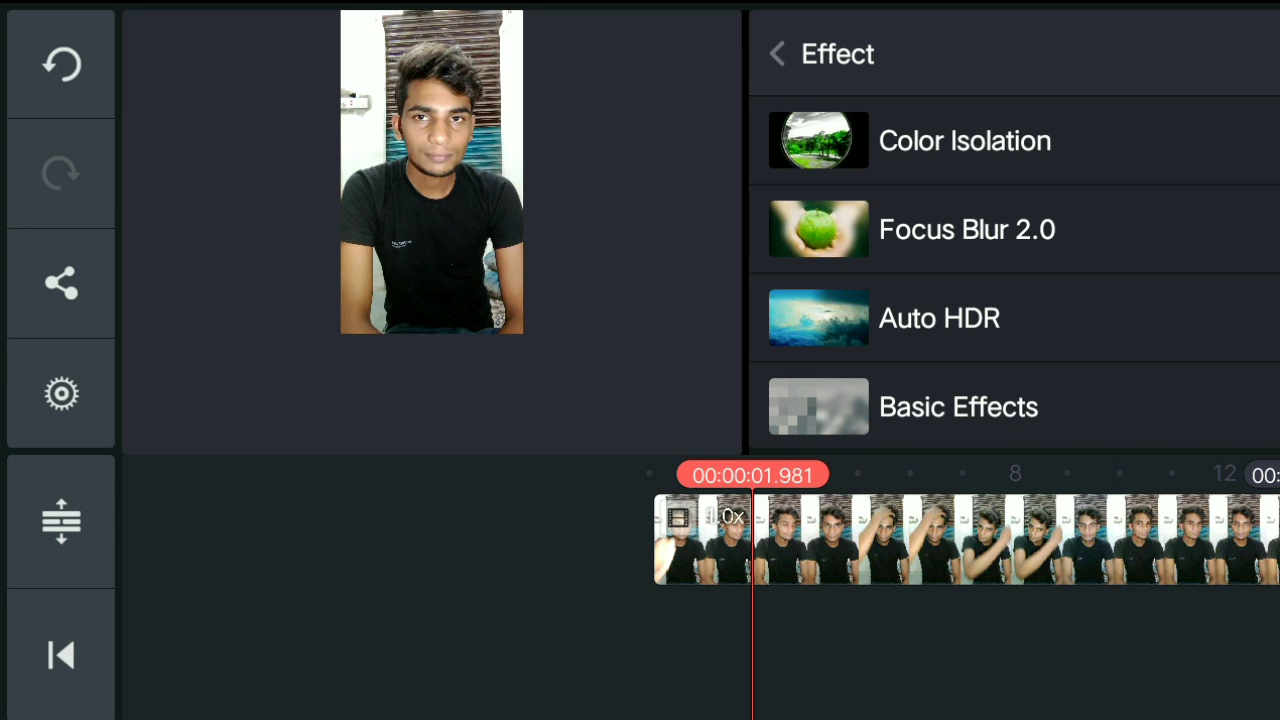 Effect
Color Isolation
Focus Blur 2.0
Auto HDR
Basic Effects
00:00:01.981
8
12
00:
1.0x